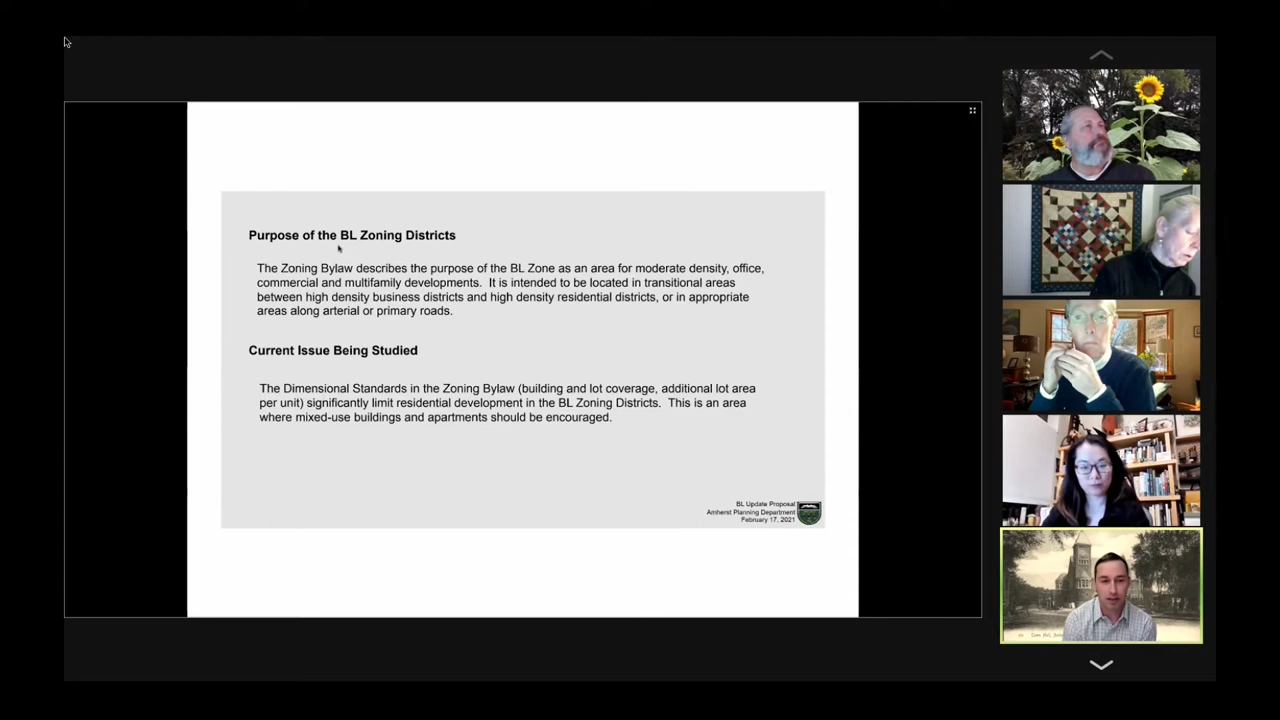 Purpose of the BL Zoning Districts
The Zoning Bylaw describes the purpose of the BL Zone as an area for moderate density, office,
commercial and multifamily developments. It is intended to be located in transitional areas
between high density business districts and high density residential districts, or in appropriate
areas along arterial or primary roads.
Current Issue Being Studied
The Dimensional Standards in the Zoning Bylaw (building and lot coverage, additional lot area
per unit) significantly limit residential development in the BL Zoning Districts. This is an area
where mixed-use buildings and apartments should be encouraged.
BL Update Proposal
Amherst Planning Department
February 17, 2021